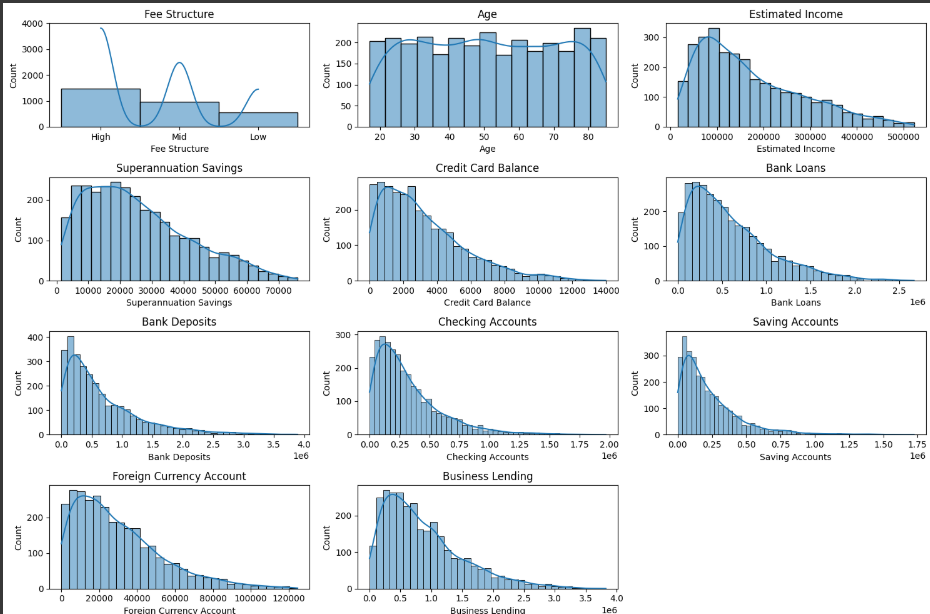 Fee Structure
4000
3000
2000
1000
0
Count
High Mid Low
Fee Structure
Age
200
150
100
50
0
Count
20 30 40 50 60 70 80
Age
Estimated Income
300
200
100
0
Count
0 100000 200000 300000 400000 500000
Estimated Income
Superannuation Savings
200
100
0
Count
0 10000 20000 30000 40000 50000 60000 70000
Superannuation Savings
Credit Card Balance
200
100
0
Count
0 2000 4000 6000 8000 10000 12000 14000
Credit Card Balance
Bank Loans
200
100
0
Count
0.0 0.5 1.0 1.5 2.0 2.5
1e6
Bank Loans
Bank Deposits
400
300
200
100
0
Count
0.0 0.5 1.0 1.5 2.0 2.5 3.0 3.5 4.0
1e6
Bank Deposits
Checking Accounts
300
200
100
0
Count
0.00 0.25 0.50 0.75 1.00 1.25 1.50 1.75 2.00
1e6
Checking Accounts
Saving Accounts
300
200
100
0
Count
0.00 0.25 0.50 0.75 1.00 1.25 1.50 1.75
1e6
Saving Accounts
Foreign Currency Account
200
100
0
Count
0 20000 40000 60000 80000 100000 120000
Foreign Currency Account
Business Lending
200
100
0
Count
0.0 0.5 1.0 1.5 2.0 2.5 3.0 3.5 4.0
1e6
Business Lending